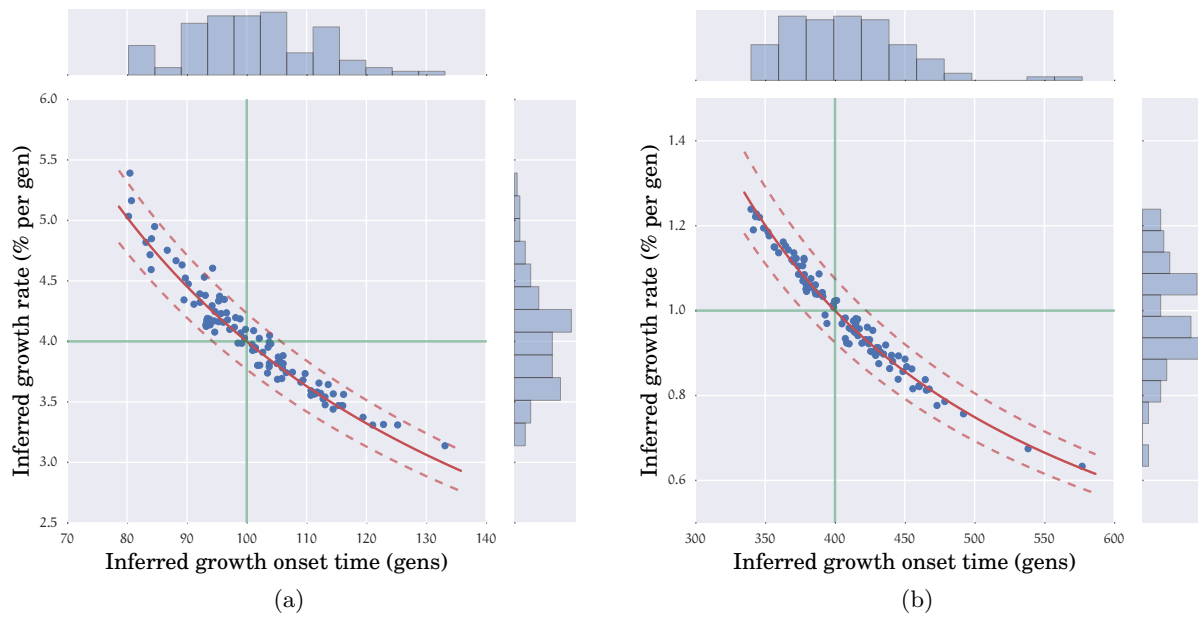 6.0
5.5
5.0
4.5
4.0
3.5
3.0
2.5
Inferred growth rate (% per gen)
70 80 90 100 110 120 130 140
Inferred growth onset time (gens)
(a)
1.4
1.2
1.0
0.8
0.6
Inferred growth rate (% per gen)
300 350 400 450 500 550 600
Inferred growth onset time (gens)
(b)